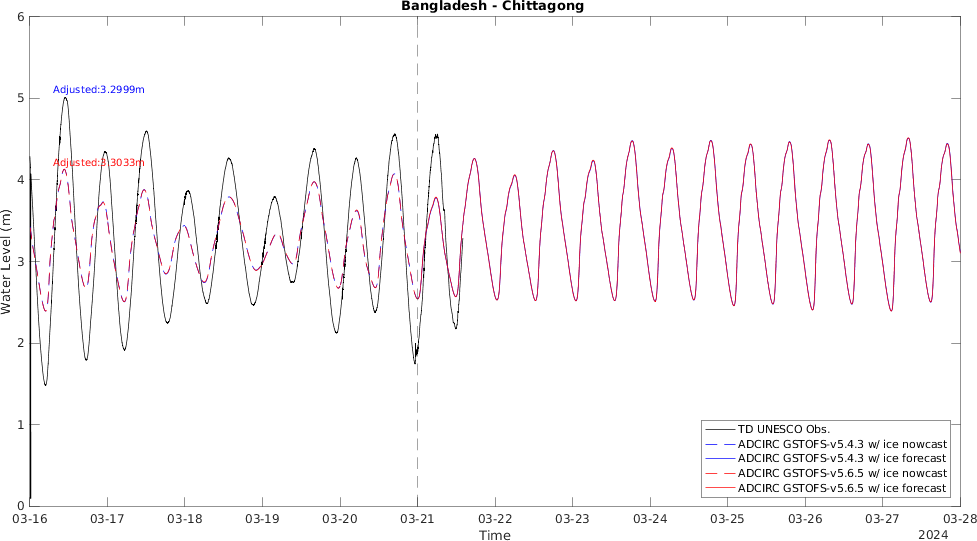 Bangladesh - Chittagong
Water Level (m)
6
5
4
3
2
1
0
Adjusted:3.2999m
Adjusted:3.3033m
TD UNESCO Obs.
ADCIRC GSTOFS-v5.4.3 w/ ice nowcast
ADCIRC GSTOFS-v5.4.3 w/ ice forecast
ADCIRC GSTOFS-v5.6.5 w/ ice nowcast
ADCIRC GSTOFS-v5.6.5 w/ ice forecast
03-16 03-17 03-18 03-19 03-20 03-21 03-22 03-23 03-24 03-25 03-26 03-27 03-28
Time
2024